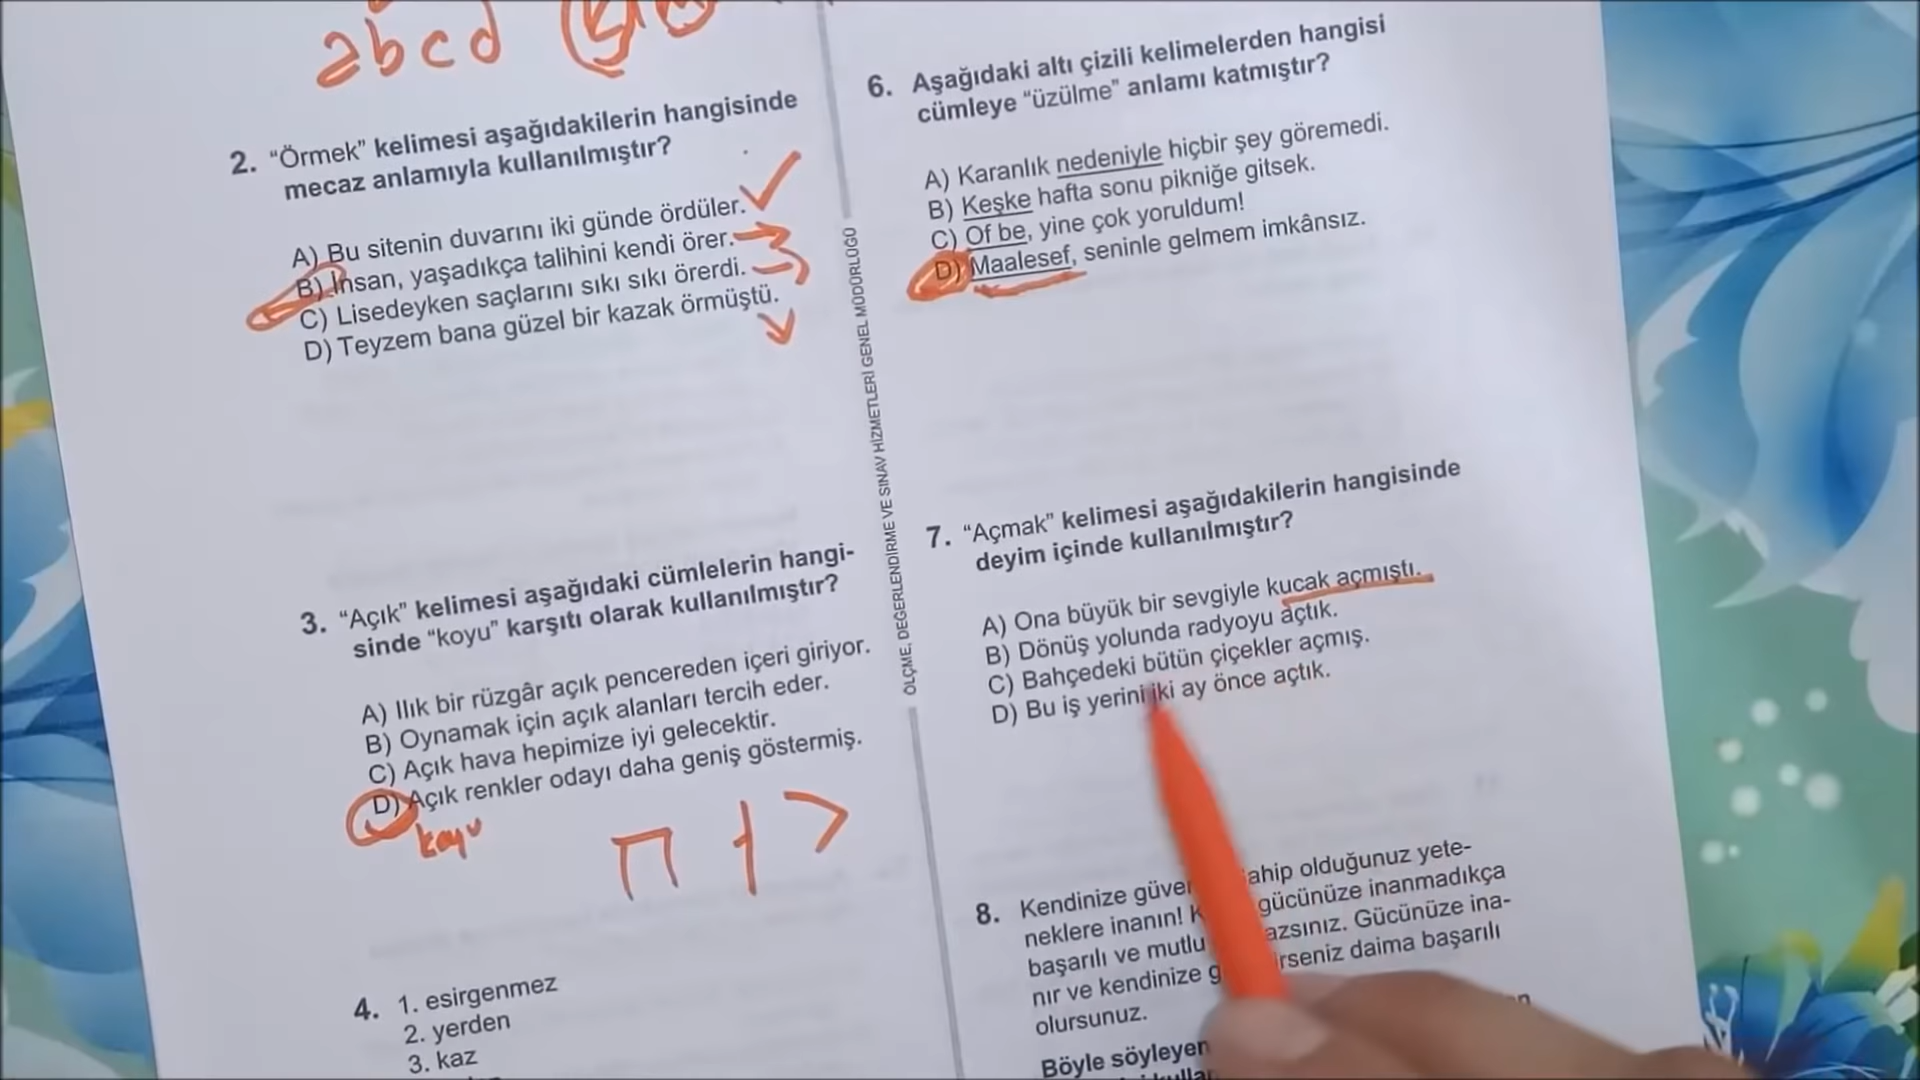 abcd
2. "Örmek" kelimesi aşağıdakilerin hangisinde
mecaz anlamıyla kullanılmıştır?
A) Bu sitenin duvarını iki günde ördüler.
B) İnsan, yaşadıkça talihini kendi örer.
C) Lisedeyken saçlarını sıkı sıkı örerdi.
D) Teyzem bana güzel bir kazak örmüştü.
3. "Açık" kelimesi aşağıdaki cümlelerin hangi-
sinde "koyu" karşıtı olarak kullanılmıştır?
A) Ilık bir rüzgâr açık pencereden içeri giriyor.
B) Oynamak için açık alanları tercih eder.
C) Açık hava hepimize iyi gelecektir.
D) Açık renkler odayı daha geniş göstermiş.
koyu
4. 1. esirgenmez
2. yerden
3. kaz
ÖLÇME, DEĞERLENDİRME VE SINAV HİZMETLERİ GENEL MÜDÜRLÜĞÜ
6. Aşağıdaki altı çizili kelimelerden hangisi
cümleye "üzülme" anlamı katmıştır?
A) Karanlık nedeniyle hiçbir şey göremedi.
B) Keşke hafta sonu pikniğe gitsek.
C) Of be, yine çok yoruldum!
D) Maalesef, seninle gelmem imkânsız.
7. "Açmak" kelimesi aşağıdakilerin hangisinde
deyim içinde kullanılmıştır?
A) Ona büyük bir sevgiyle kucak açmıştı.
B) Dönüş yolunda radyoyu açtık.
C) Bahçedeki bütün çiçekler açmış.
D) Bu iş yerini iki ay önce açtık.
8. Kendinize olduğunuz yete-
neklere inanın! gücünüze inanmadıkça
başarılı ve mutlu Gücünüze ina-
nır ve kendinize daima başarılı
olursunuz.
Böyle söyleyen